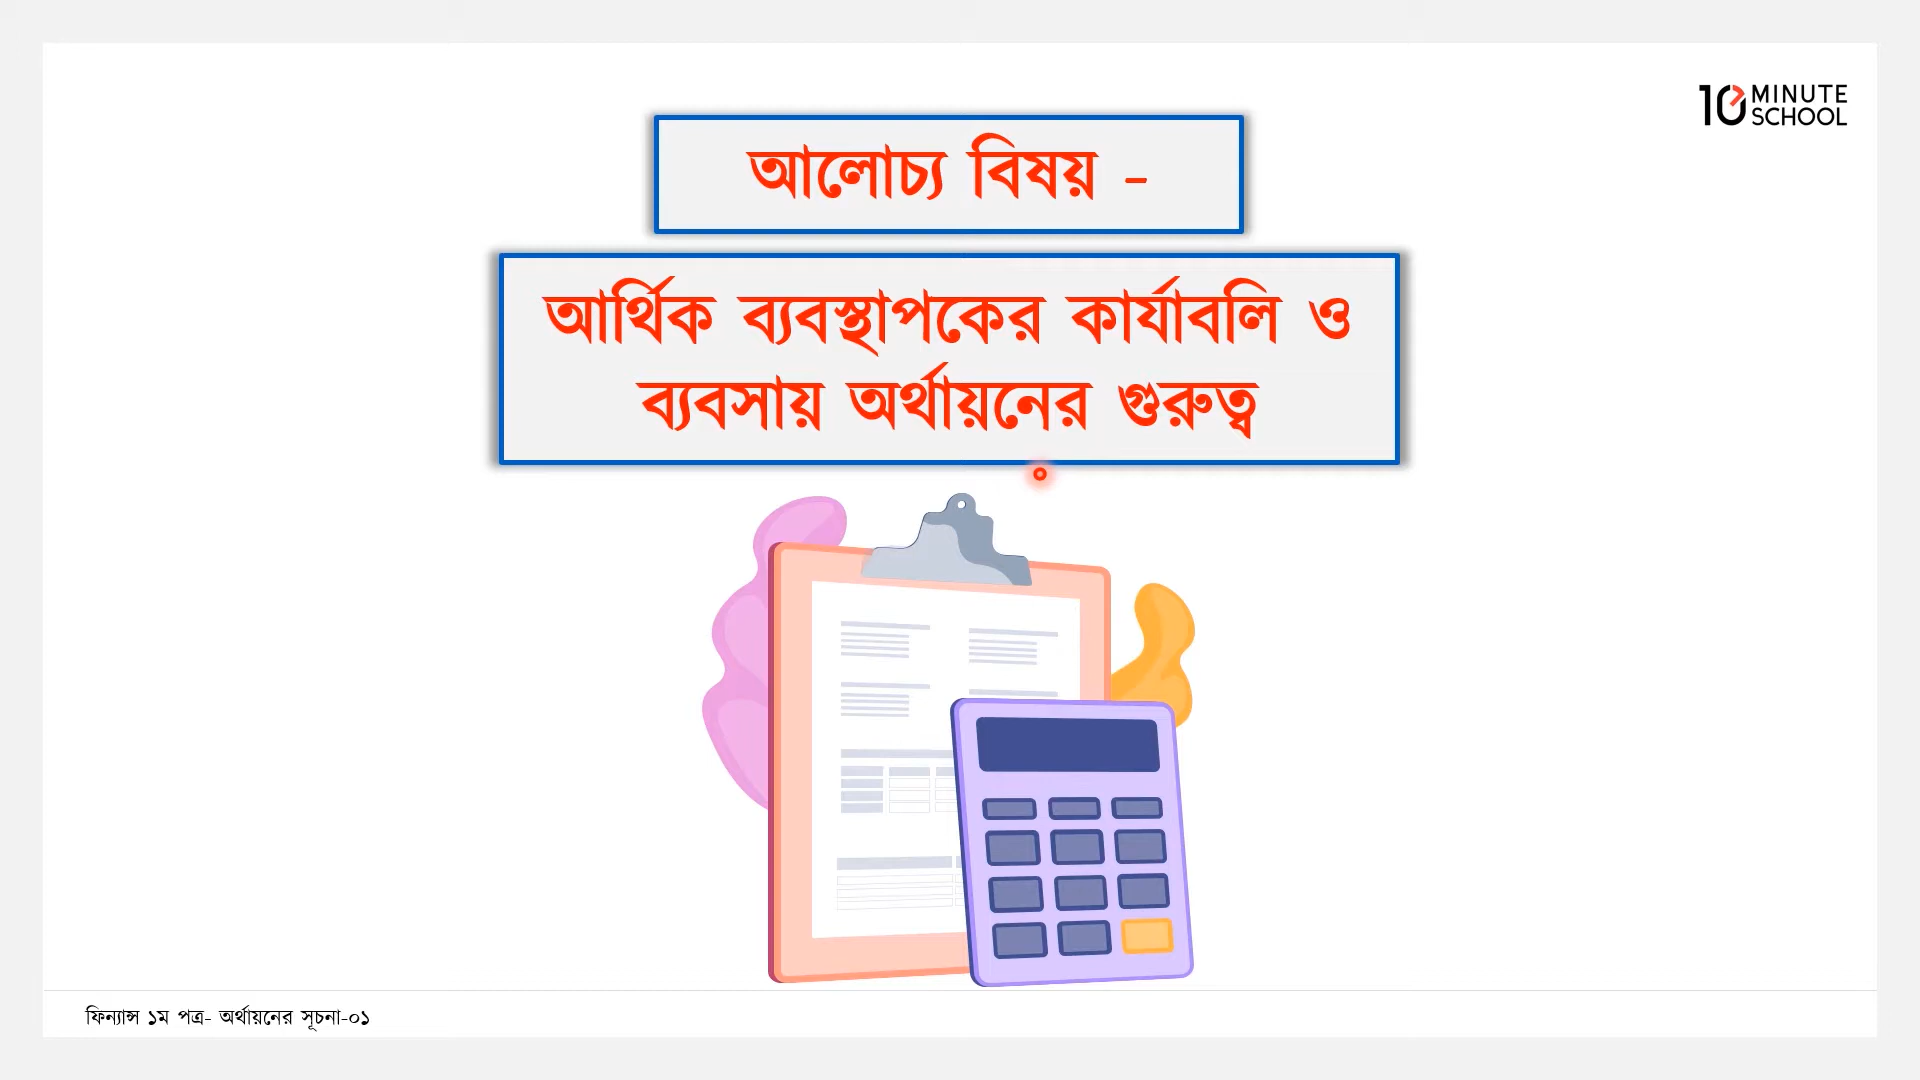 10 MINUTE
SCHOOL
আলোচ্য বিষয় -
আর্থিক ব্যবস্থাপকের কার্যাবলি ও
ব্যবসায় অর্থায়নের গুরুত্ব
ফিন্যান্স ১ম পত্র- অর্থায়নের সূচনা-০১